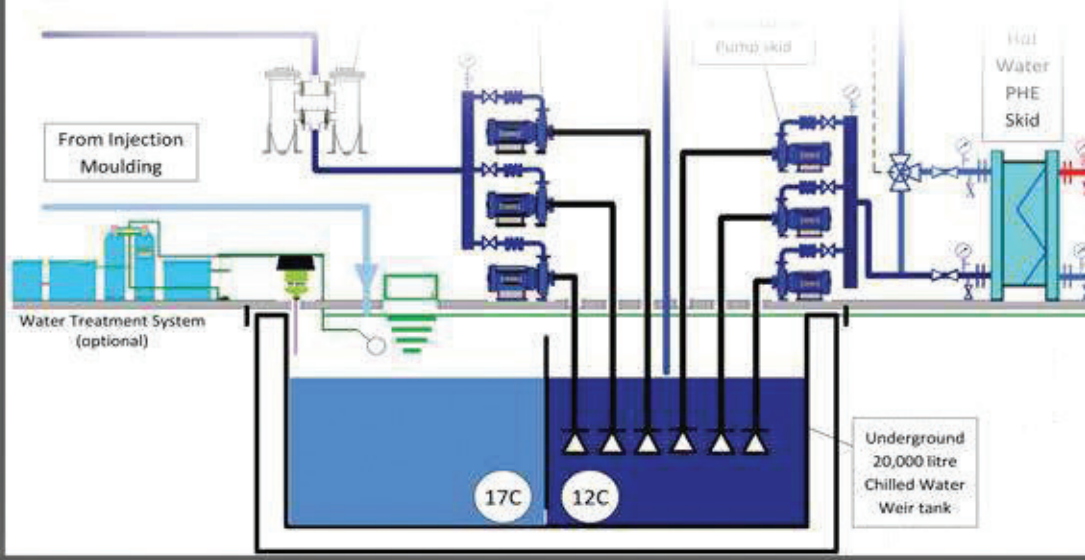 Pump skid
Hot
Water
PHE
Skid
From Injection
Moulding
Water Treatment System
(optional)
17C
12C
Underground
20,000 litre
Chilled Water
Weir tank